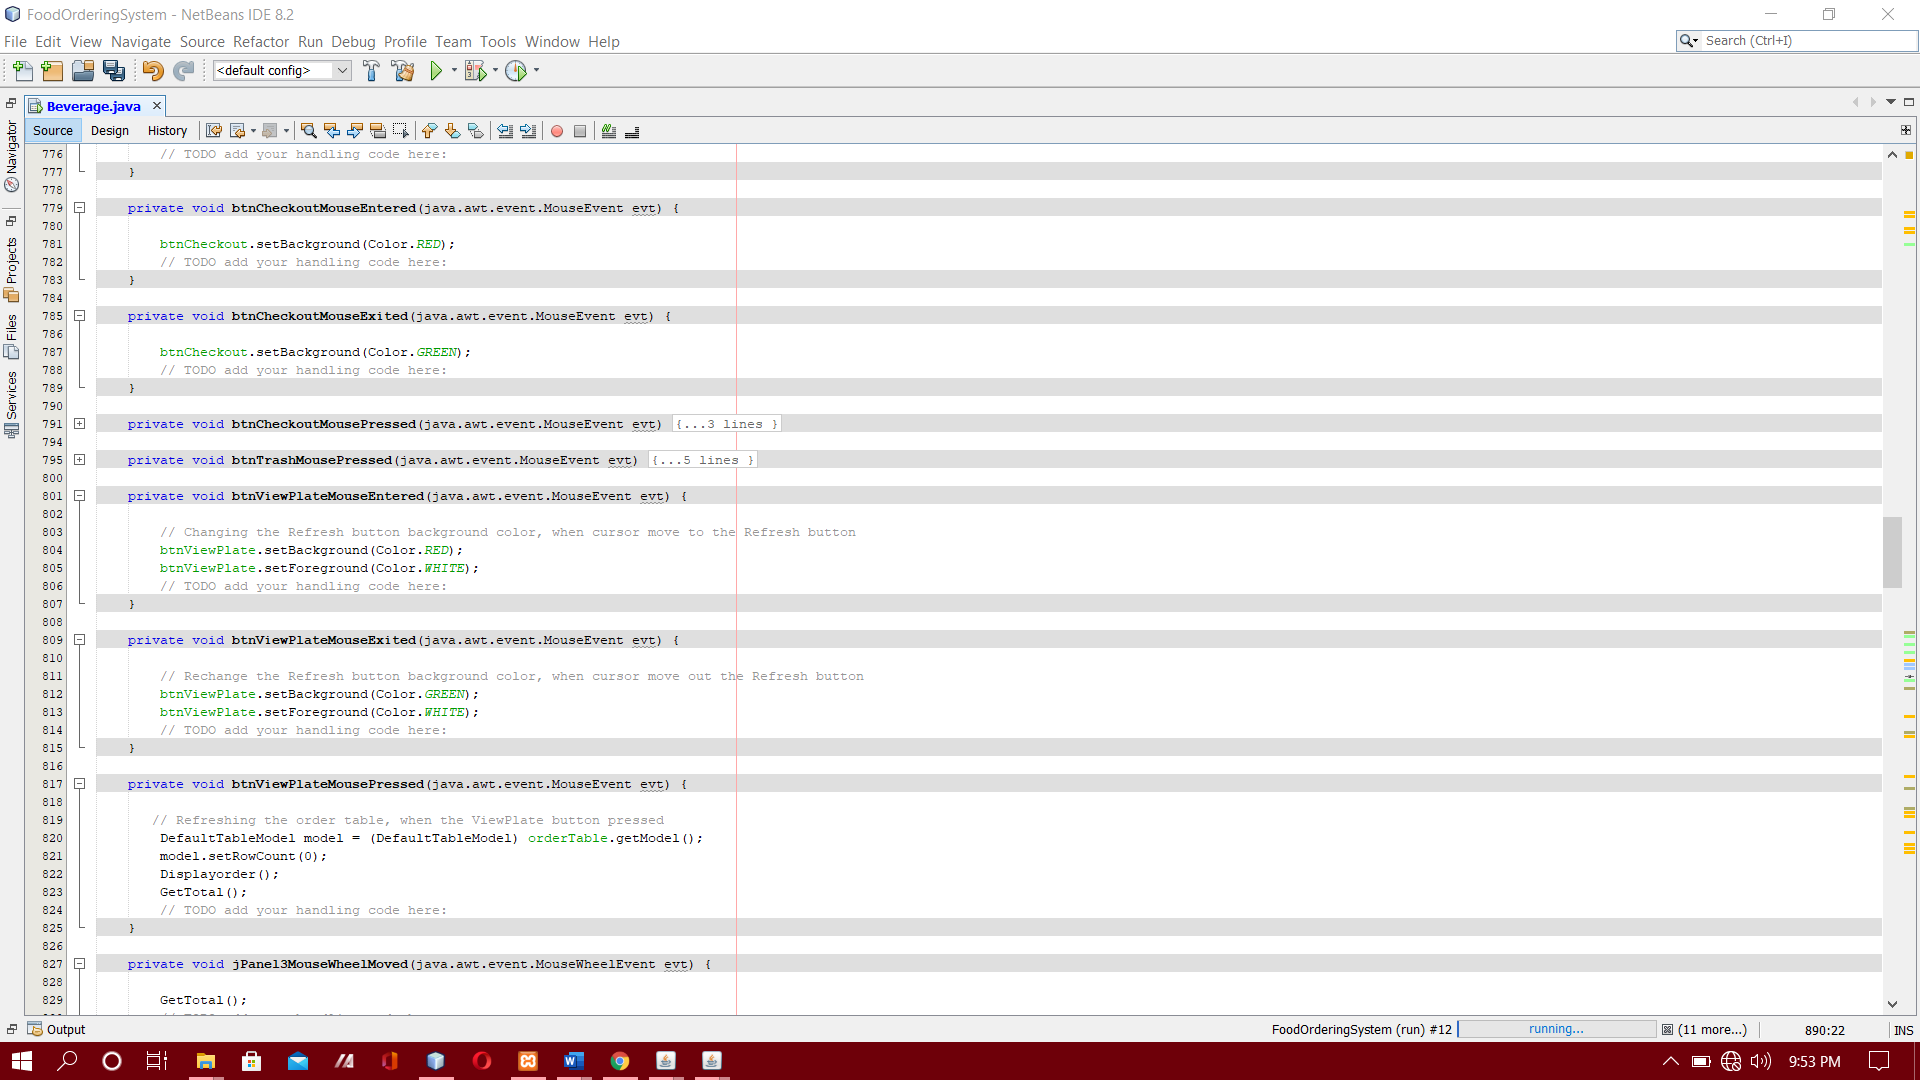 FoodOrderingSystem - NetBeans IDE 8.2
File Edit View Navigate Source Refactor Run Debug Profile Team Tools Window Help
Search (Ctrl+I)
<default config>
Beverage.java
Source Design History
Navigator
Projects
Files
Services
776 // TODO add your handling code here:
777 }
778
779 private void btnCheckoutMouseEntered(java.awt.event.MouseEvent evt) {
780
781 btnCheckout.setBackground(Color.RED);
782 // TODO add your handling code here:
783 }
784
785 private void btnCheckoutMouseExited(java.awt.event.MouseEvent evt) {
786
787 btnCheckout.setBackground(Color.GREEN);
788 // TODO add your handling code here:
789 }
790
791 private void btnCheckoutMousePressed(java.awt.event.MouseEvent evt) {...3 lines }
794
795 private void btnTrashMousePressed(java.awt.event.MouseEvent evt) {...5 lines }
800
801 private void btnViewPlateMouseEntered(java.awt.event.MouseEvent evt) {
802
803 // Changing the Refresh button background color, when cursor move to the Refresh button
804 btnViewPlate.setBackground(Color.RED);
805 btnViewPlate.setForeground(Color.WHITE);
806 // TODO add your handling code here:
807 }
808
809 private void btnViewPlateMouseExited(java.awt.event.MouseEvent evt) {
810
811 // Rechange the Refresh button background color, when cursor move out the Refresh button
812 btnViewPlate.setBackground(Color.GREEN);
813 btnViewPlate.setForeground(Color.WHITE);
814 // TODO add your handling code here:
815 }
816
817 private void btnViewPlateMousePressed(java.awt.event.MouseEvent evt) {
818
819 // Refreshing the order table, when the ViewPlate button pressed
820 DefaultTableModel model = (DefaultTableModel) orderTable.getModel();
821 model.setRowCount(0);
822 Displayorder();
823 GetTotal();
824 // TODO add your handling code here:
825 }
826
827 private void jPanel3MouseWheelMoved(java.awt.event.MouseWheelEvent evt) {
828
829 GetTotal();
Output
FoodOrderingSystem (run) #12 running... (11 more...) 890:22 INS
9:53 PM